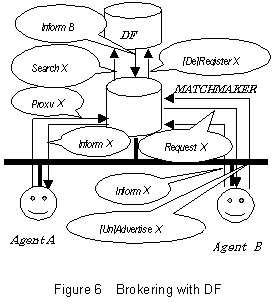 Inform B
DF
Search X
[De]Register X
Proxy X
MATCHMAKER
Inform X
Request X
Inform X
Agent A
[Un]Advertise X
Agent B
Figure 6 Brokering with DF